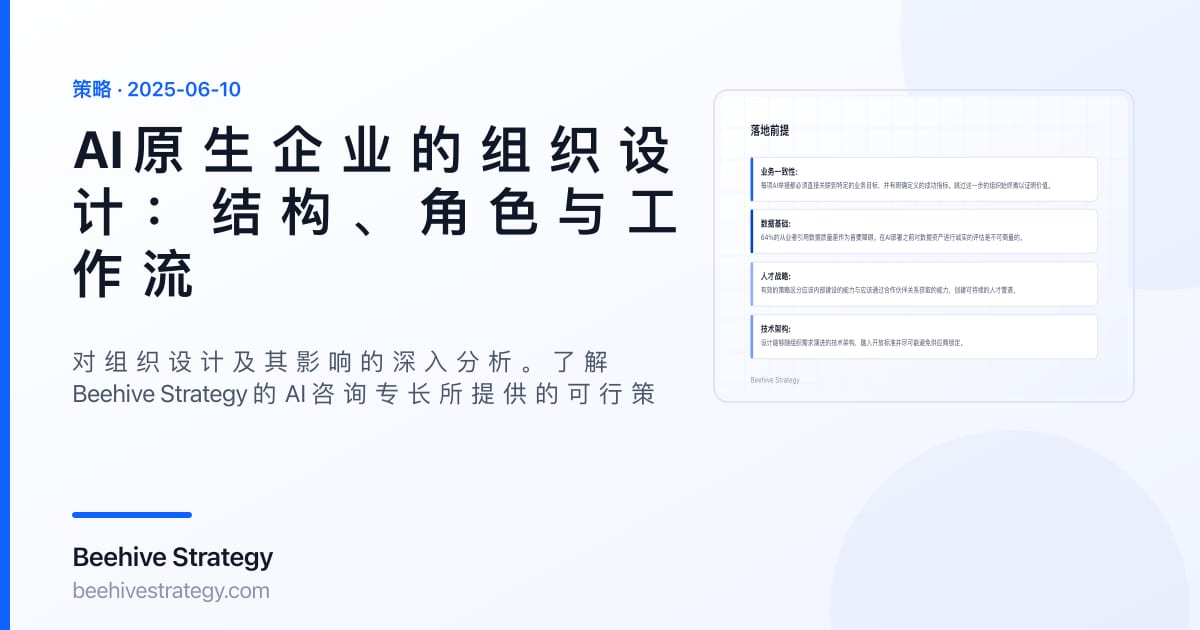 策略 · 2025-06-10
AI原生企业的组织设
计：结构、角色与工
作流
对组织设计及其影响的深入分析。了解
Beehive Strategy的 AI咨询专长所提供的可行策
Beehive Strategy
beehivestrategy.com
落地前提
业务一致性:
每项AI举措都必须直接关联到特定的业务目标，并有明确定义的成功指标。跳过这一步的组织始终难以证明价值。
数据基础:
64%的从业者引用数据质量差作为首要障碍。在AI部署之前对数据资产进行诚实的评估是不可商量的。
人才战略:
有效的策略区分应该内部建设的能力与应该通过合作伙伴关系获取的能力，创建可持续的人才管道。
技术架构:
设计能够随组织需求演进的技术架构，融入开放标准并尽可能避免供应商锁定。
Beehive Strategy